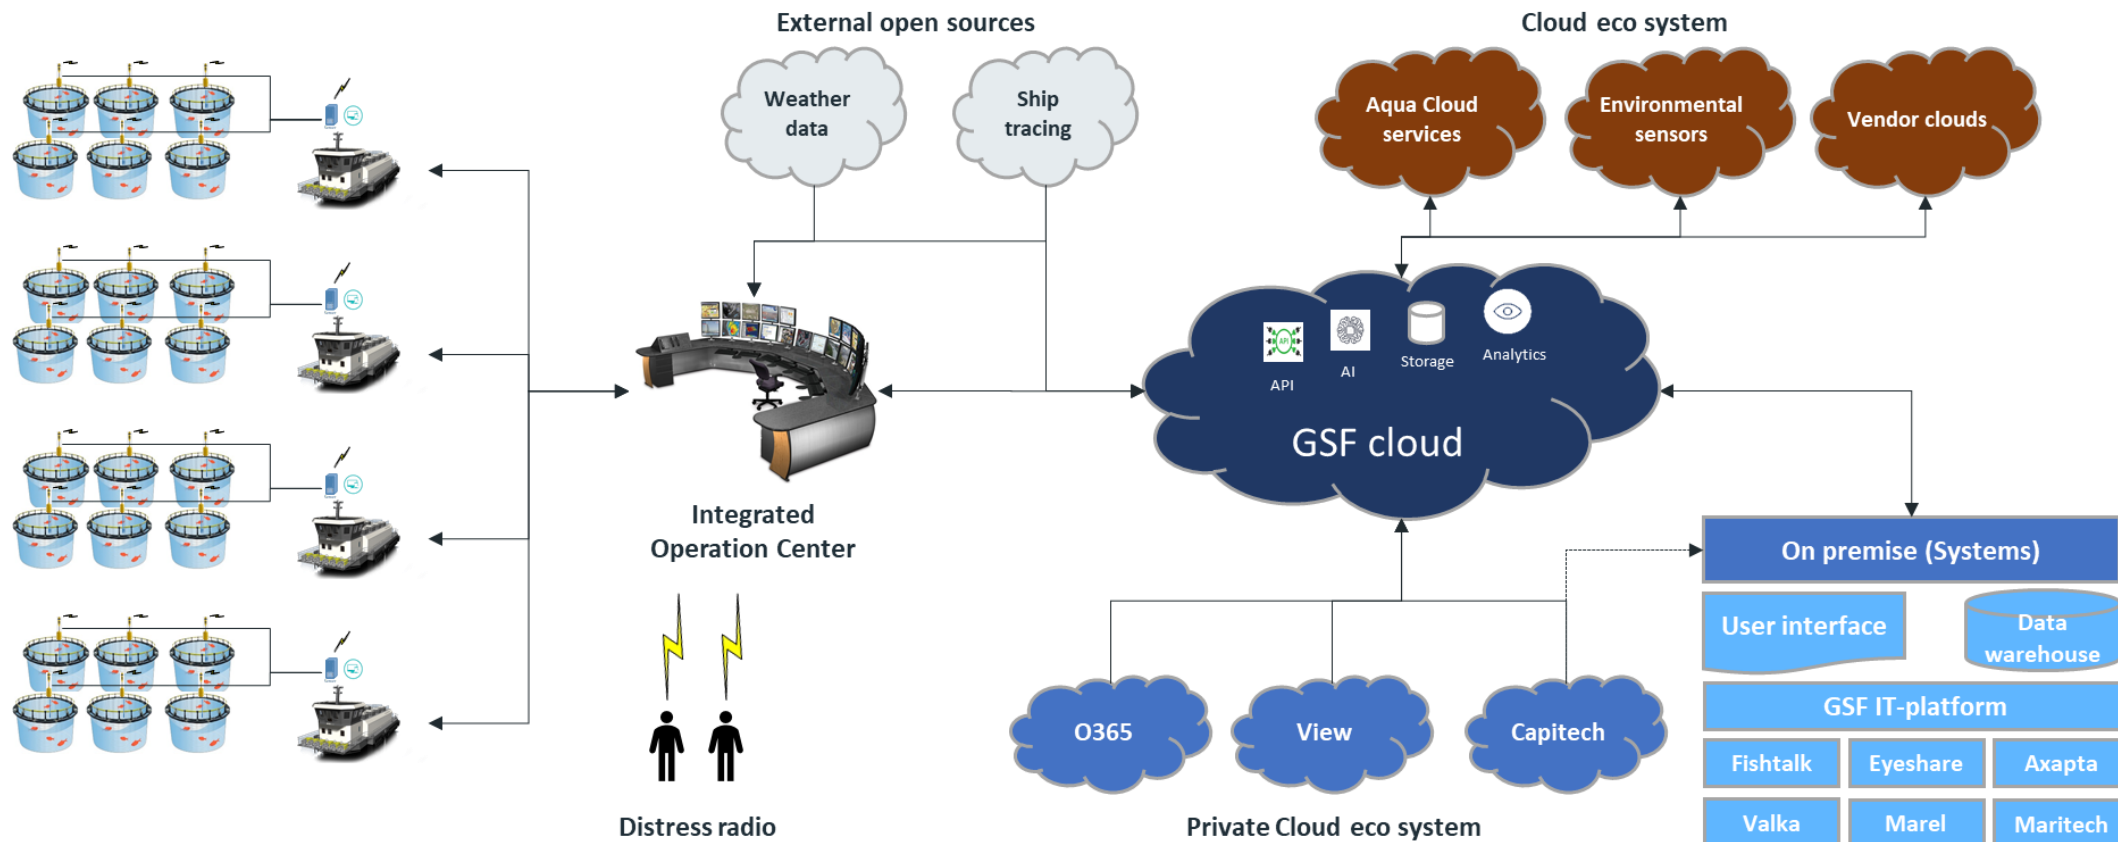 External open sources
Cloud eco system
Weather
data
Ship
tracing
Aqua Cloud
services
Environmental
sensors
Vendor clouds
API
API
AI
Storage
Analytics
GSF cloud
Integrated
Operation Center
On premise (Systems)
User interface
Data
warehouse
GSF IT-platform
O365
View
Capitech
Fishtalk
Eyeshare
Axapta
Valka
Marel
Maritech
Distress radio
Private Cloud eco system